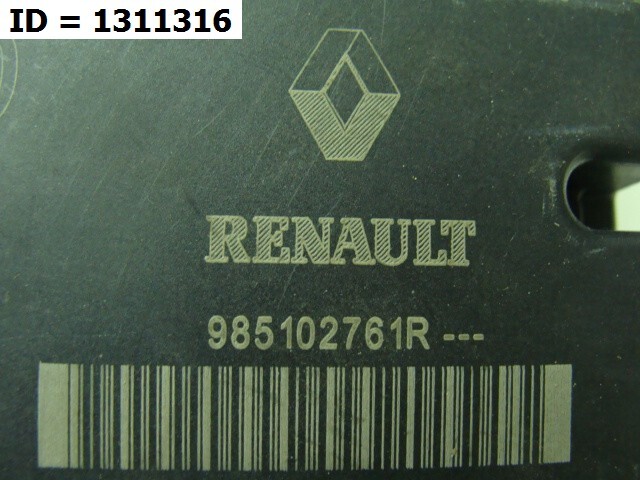 ID = 1311316
RENAULT
985102761R ---